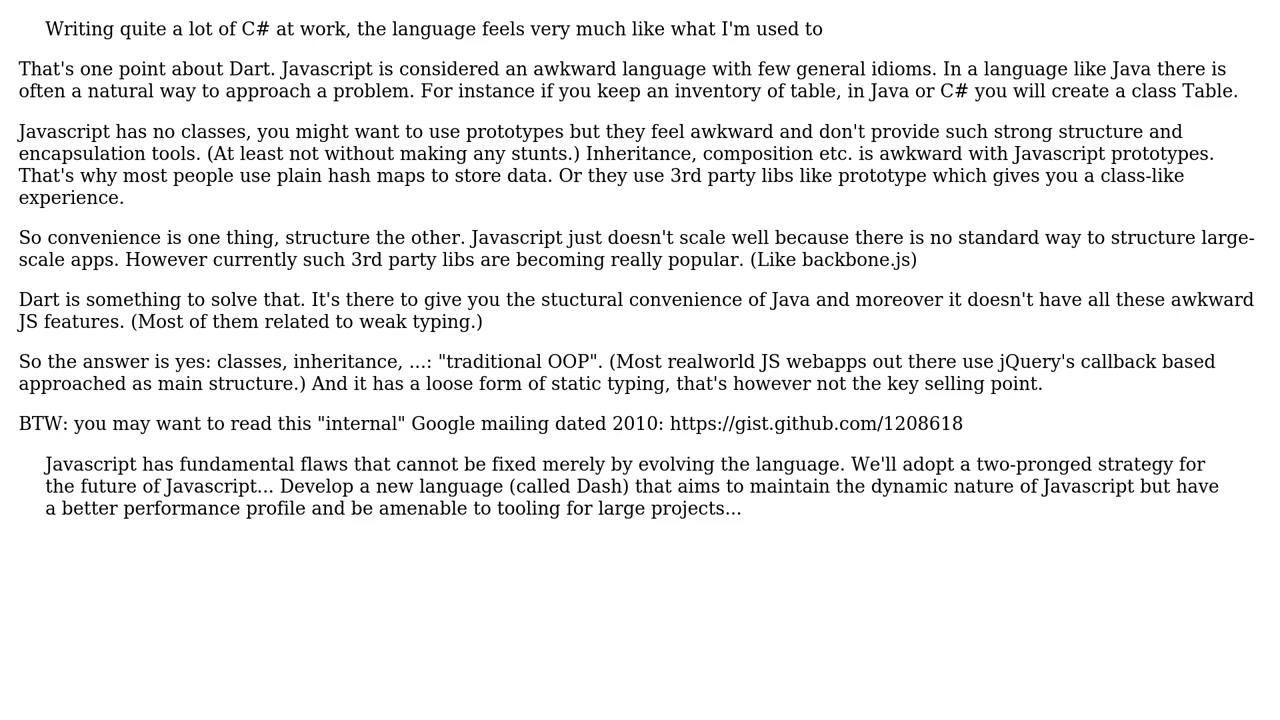 Writing quite a lot of C# at work, the language feels very much like what I'm used to
That's one point about Dart. Javascript is considered an awkward language with few general idioms. In a language like Java there is
often a natural way to approach a problem. For instance if you keep an inventory of table, in Java or C# you will create a class Table.
Javascript has no classes, you might want to use prototypes but they feel awkward and don't provide such strong structure and
encapsulation tools. (At least not without making any stunts.) Inheritance, composition etc. is awkward with Javascript prototypes.
That's why most people use plain hash maps to store data. Or they use 3rd party libs like prototype which gives you a class-like
experience.
So convenience is one thing, structure the other. Javascript just doesn't scale well because there is no standard way to structure large-
scale apps. However currently such 3rd party libs are becoming really popular. (Like backbone.js)
Dart is something to solve that. It's there to give you the stuctural convenience of Java and moreover it doesn't have all these awkward
JS features. (Most of them related to weak typing.)
So the answer is yes: classes, inheritance, ...: "traditional OOP". (Most realworld JS webapps out there use jQuery's callback based
approached as main structure.) And it has a loose form of static typing, that's however not the key selling point.
BTW: you may want to read this "internal" Google mailing dated 2010: https://gist.github.com/1208618
Javascript has fundamental flaws that cannot be fixed merely by evolving the language. We'll adopt a two-pronged strategy for
the future of Javascript... Develop a new language (called Dash) that aims to maintain the dynamic nature of Javascript but have
a better performance profile and be amenable to tooling for large projects...